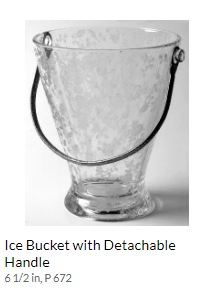 Ice Bucket with Detachable
Handle
6 1/2 in, P 672